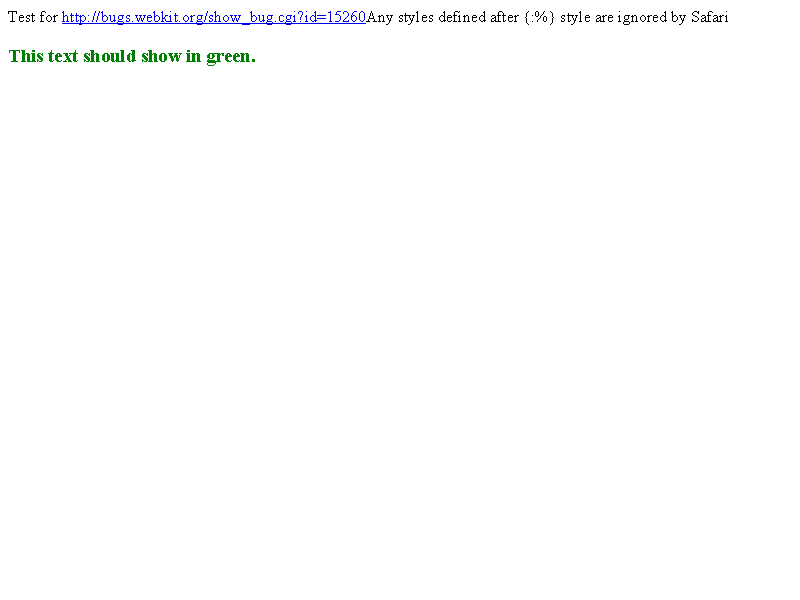 Test for http://bugs.webkit.org/show_bug.cgi?id=15260Any styles defined after {:%} style are ignored by Safari
This text should show in green.